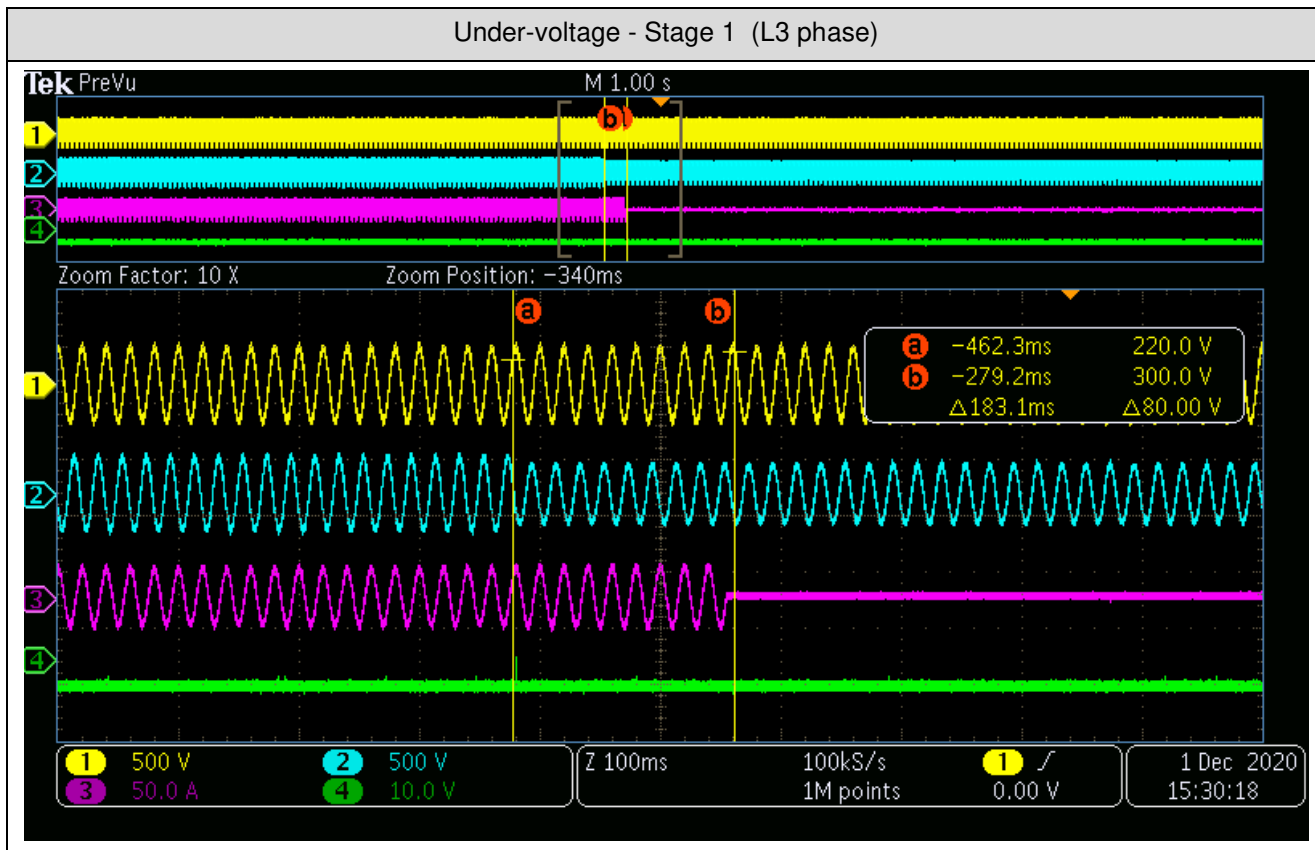 Under-voltage - Stage 1 (L3 phase)
Tek PreVu M 1.00 s
b
1
2
3
4
Zoom Factor: 10 X Zoom Position: -340ms
a b
a -462.3ms 220.0 V
b -279.2ms 300.0 V
△183.1ms △80.00 V
1
2
3
4
1 500 V 2 500 V Z 100ms 100kS/s 1 1 Dec 2020
3 50.0 A 4 10.0 V 1M points 0.00 V 15:30:18